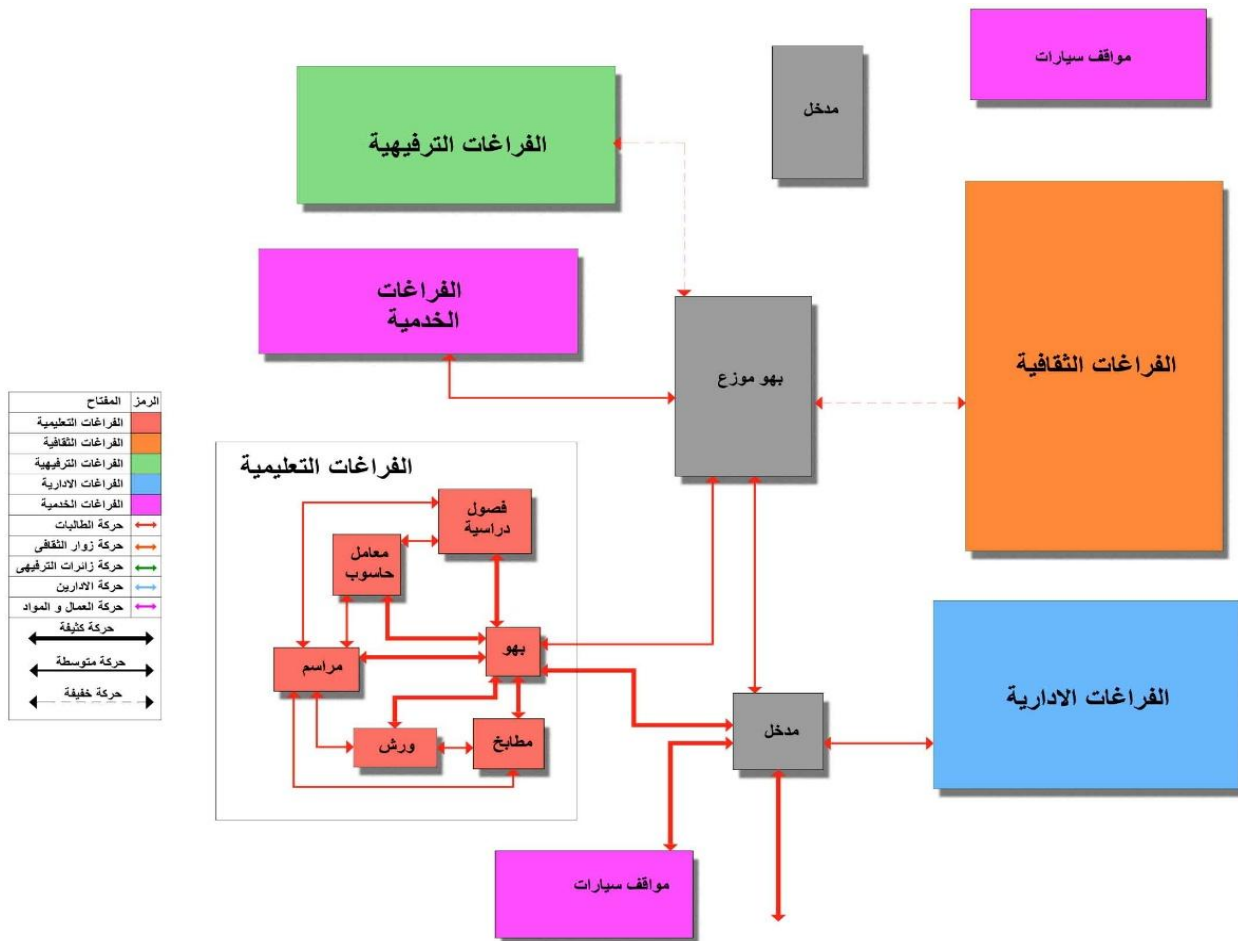 مواقف سيارات
مدخل
الفراغات الترفيهية
الفراغات
الخدمية
بهو موزع
الفراغات الثقافية
الرمز المفتاح
الفراغات التعليمية
الفراغات الثقافية
الفراغات الترفيهية
الفراغات الادارية
الفراغات الخدمية
حركة الطالبات
حركة زوار الثقافى
حركة زائرات الترفيهى
حركة الادارين
حركة العمال و المواد
حركة كثيفة
حركة متوسطة
حركة خفيفة
الفراغات التعليمية
فصول
دراسية
معامل
حاسوب
بهو
مراسم
ورش
مطابخ
مدخل
الفراغات الادارية
مواقف سيارات